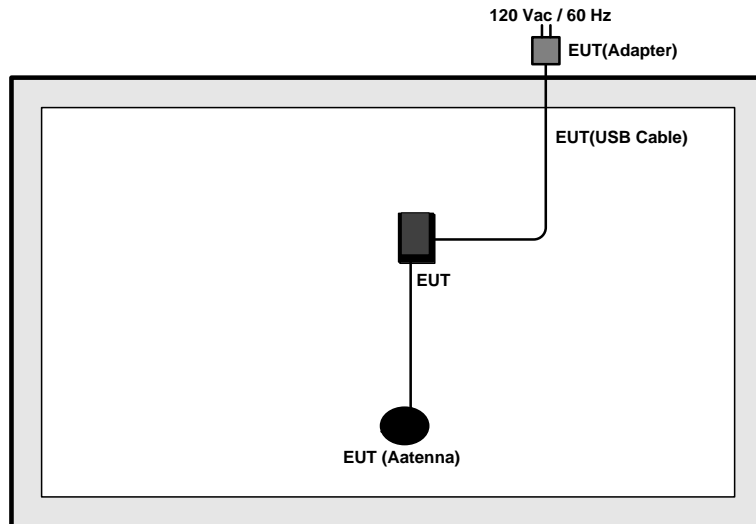 120 Vac / 60 Hz
EUT(Adapter)
EUT(USB Cable)
EUT
EUT (Aatenna)